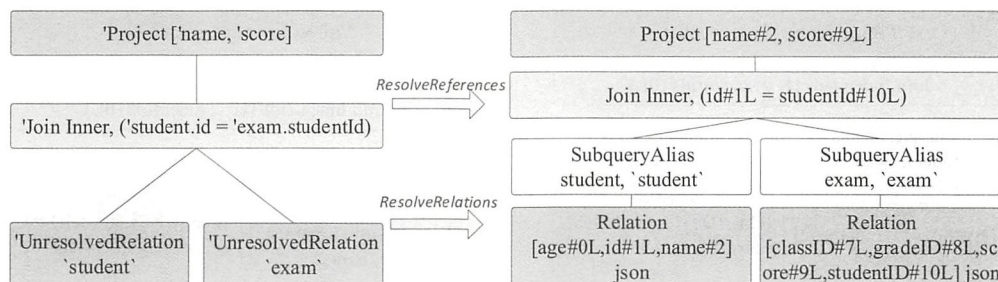 'Project ['name, 'score]
Project [name#2, score#9L]
ResolveReferences
'Join Inner, ('student.id = 'exam.studentId)
Join Inner, (id#1L = studentId#10L)
SubqueryAlias
student, `student`
SubqueryAlias
exam, `exam`
ResolveRelations
'UnresolvedRelation
`student`
'UnresolvedRelation
`exam`
Relation
[age#0L,id#1L,name#2]
json
Relation
[classID#7L,gradeID#8L,sc
ore#9L,studentID#10L] json